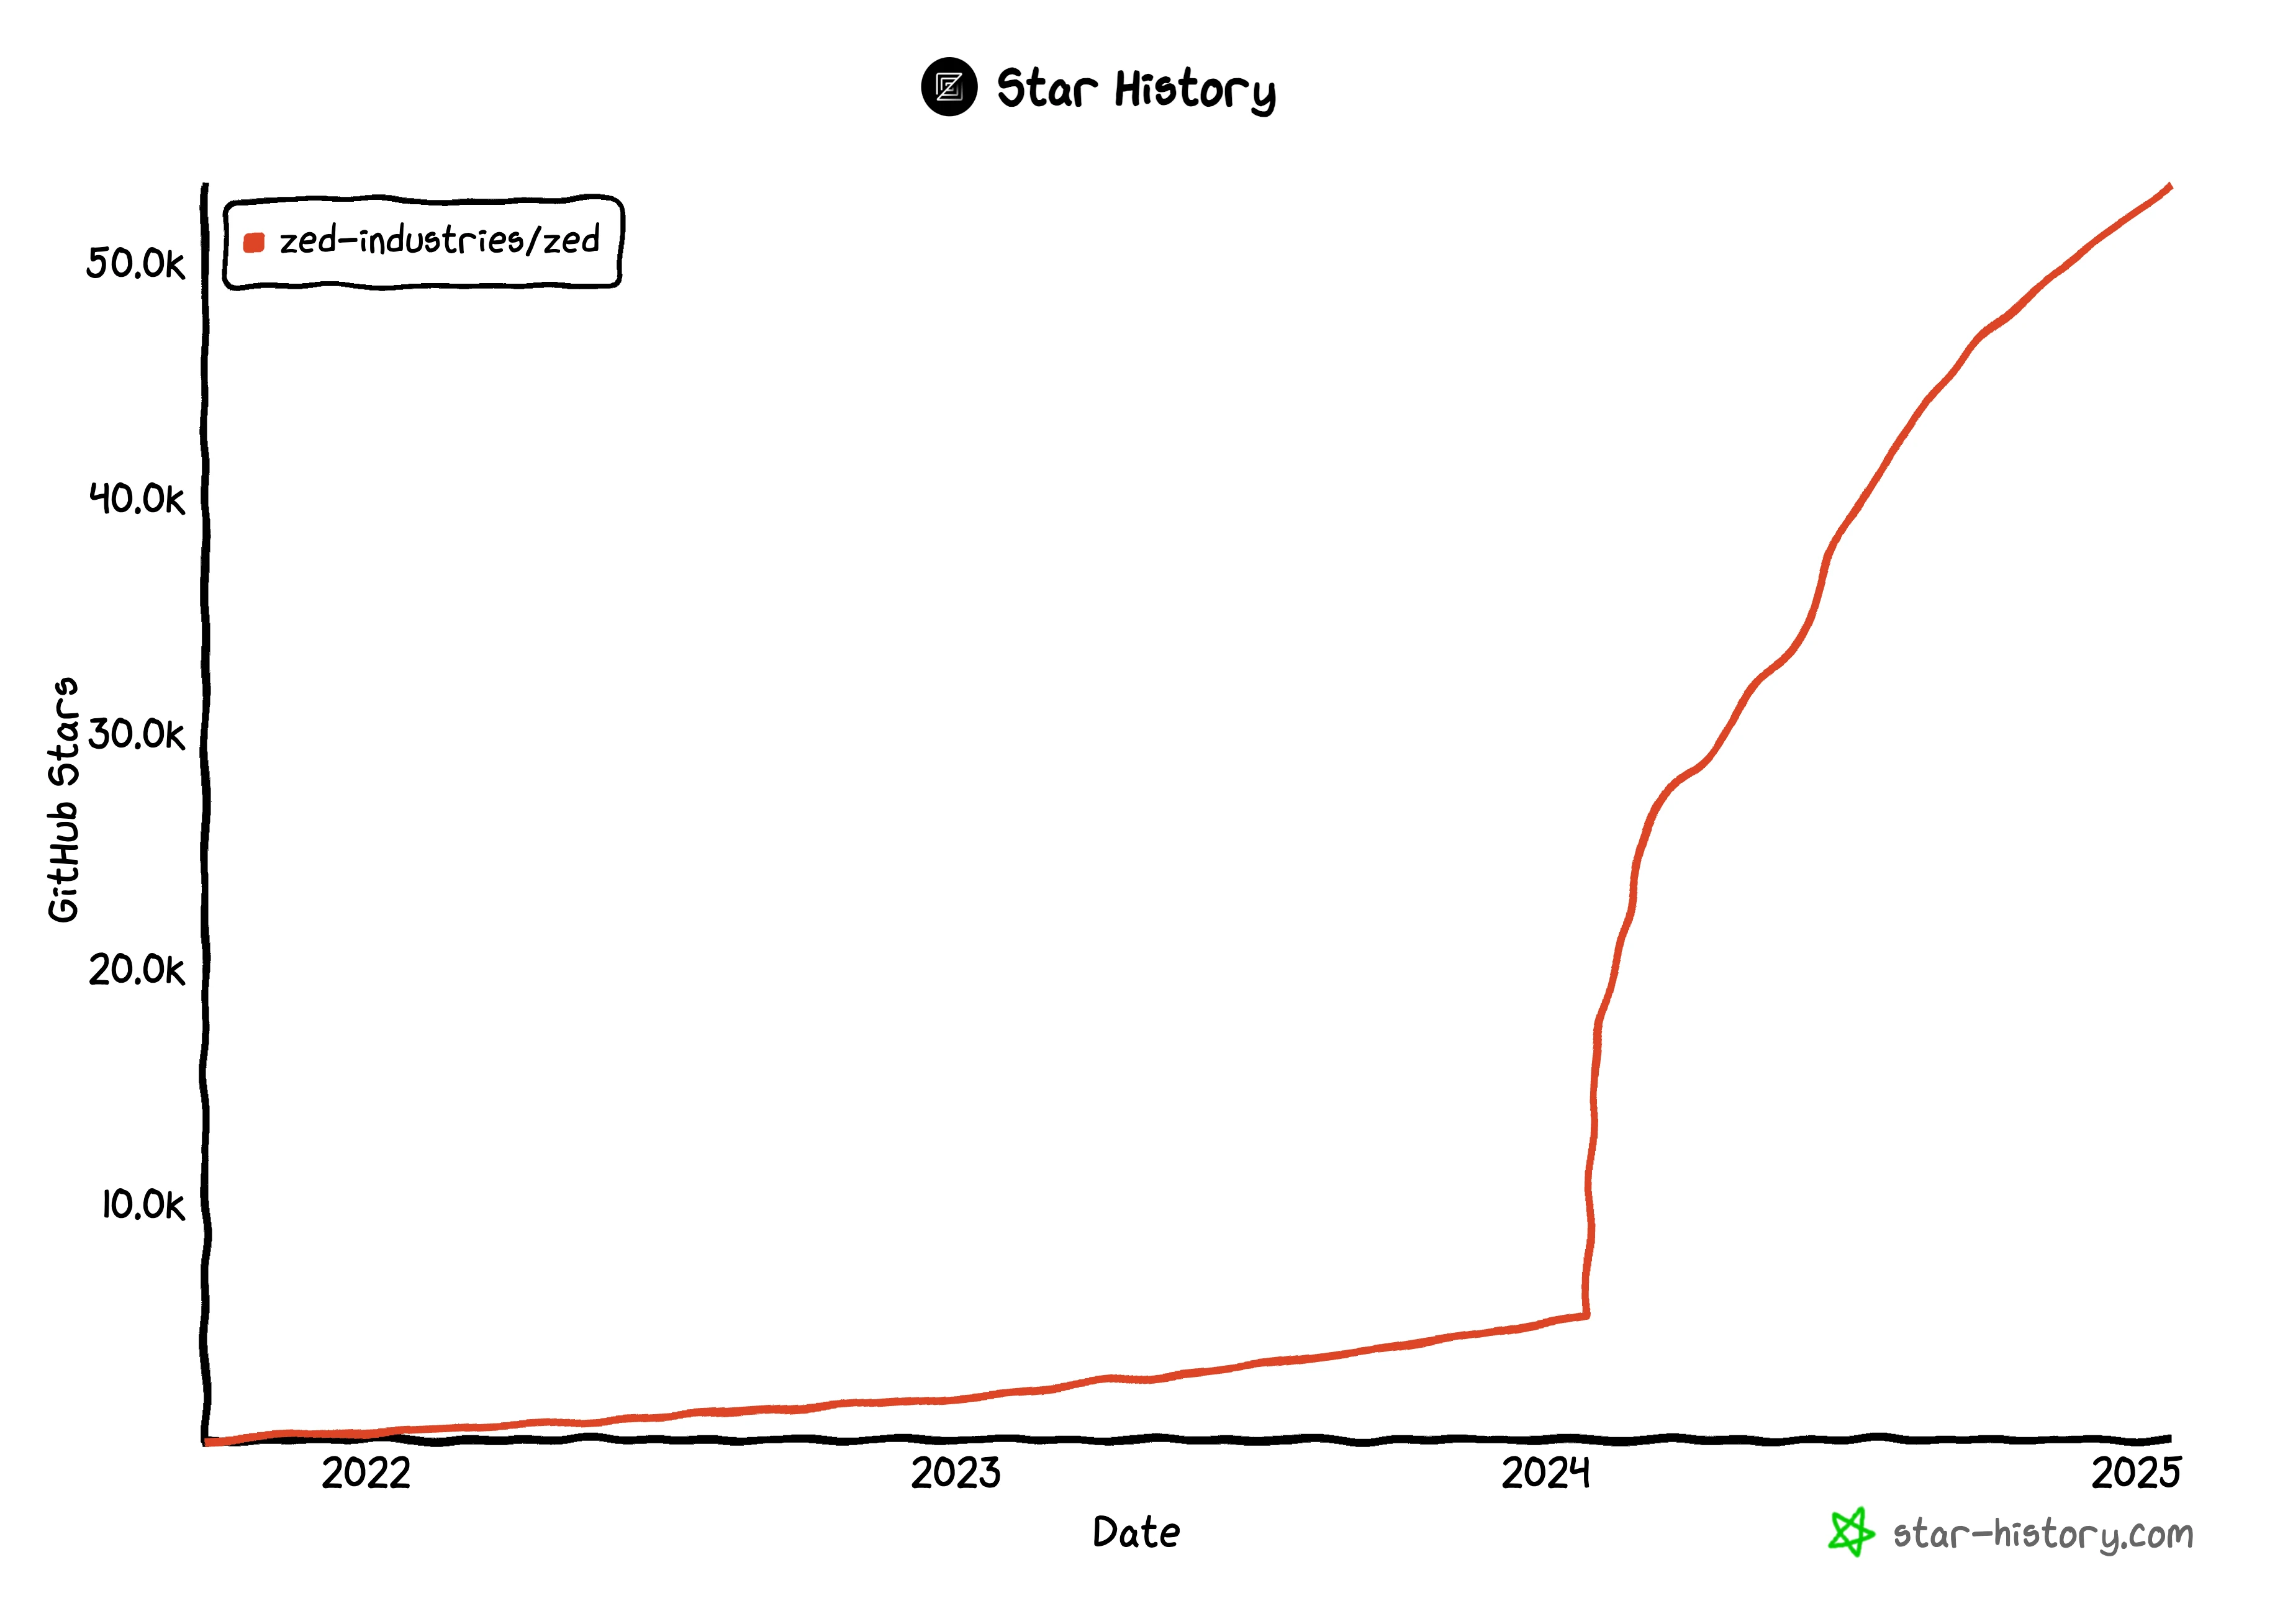 Star History
zed-industries/zed
50.0K
40.0K
30.0K
20.0K
10.0K
GitHub Stars
2022
2023
2024
2025
Date
star-history.com